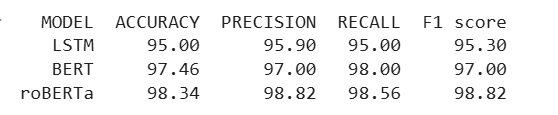 MODEL ACCURACY PRECISION RECALL F1 score
LSTM 95.00 95.90 95.00 95.30
BERT 97.46 97.00 98.00 97.00
roBERTa 98.34 98.82 98.56 98.82